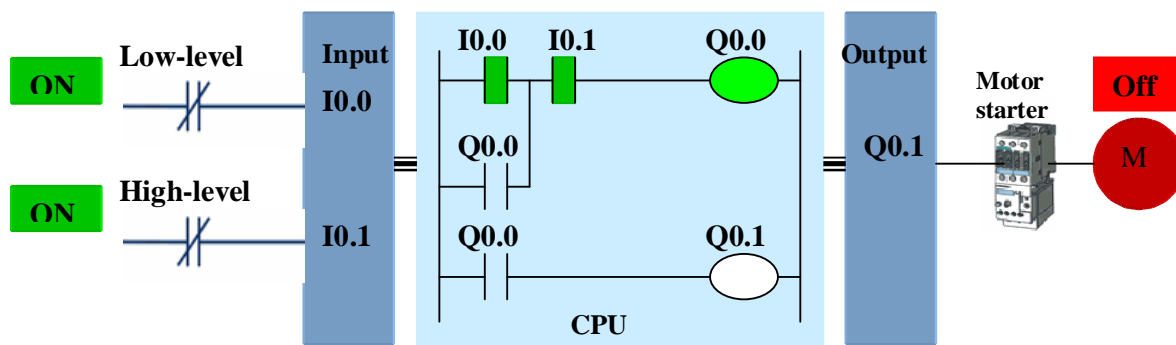 ON
Low-level
I0.0
ON
High-level
I0.1
Input
I0.0 I0.1 Q0.0
Q0.0
Q0.0 Q0.1
CPU
Output
Q0.1
Motor
starter
Off
M